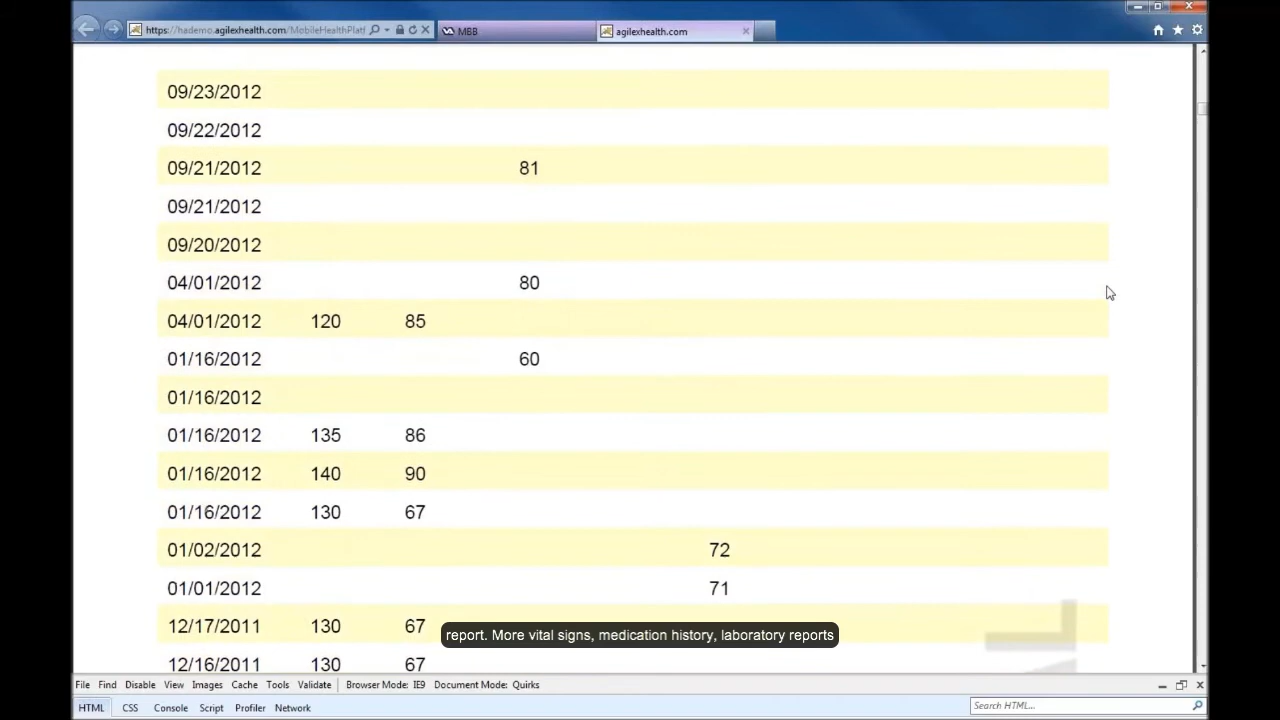 https://hademo.agilexhealth.com/MobileHealthPlatf
MBB
agilexhealth.com
09/23/2012
09/22/2012
09/21/2012 81
09/21/2012
09/20/2012
04/01/2012 80
04/01/2012 120 85
01/16/2012 60
01/16/2012
01/16/2012 135 86
01/16/2012 140 90
01/16/2012 130 67
01/02/2012 72
01/01/2012 71
12/17/2011 130 67
12/16/2011 130 67
report. More vital signs, medication history, laboratory reports
File Find Disable View Images Cache Tools Validate Browser Mode: IE9 Document Mode: Quirks
HTML CSS Console Script Profiler Network Search HTML...